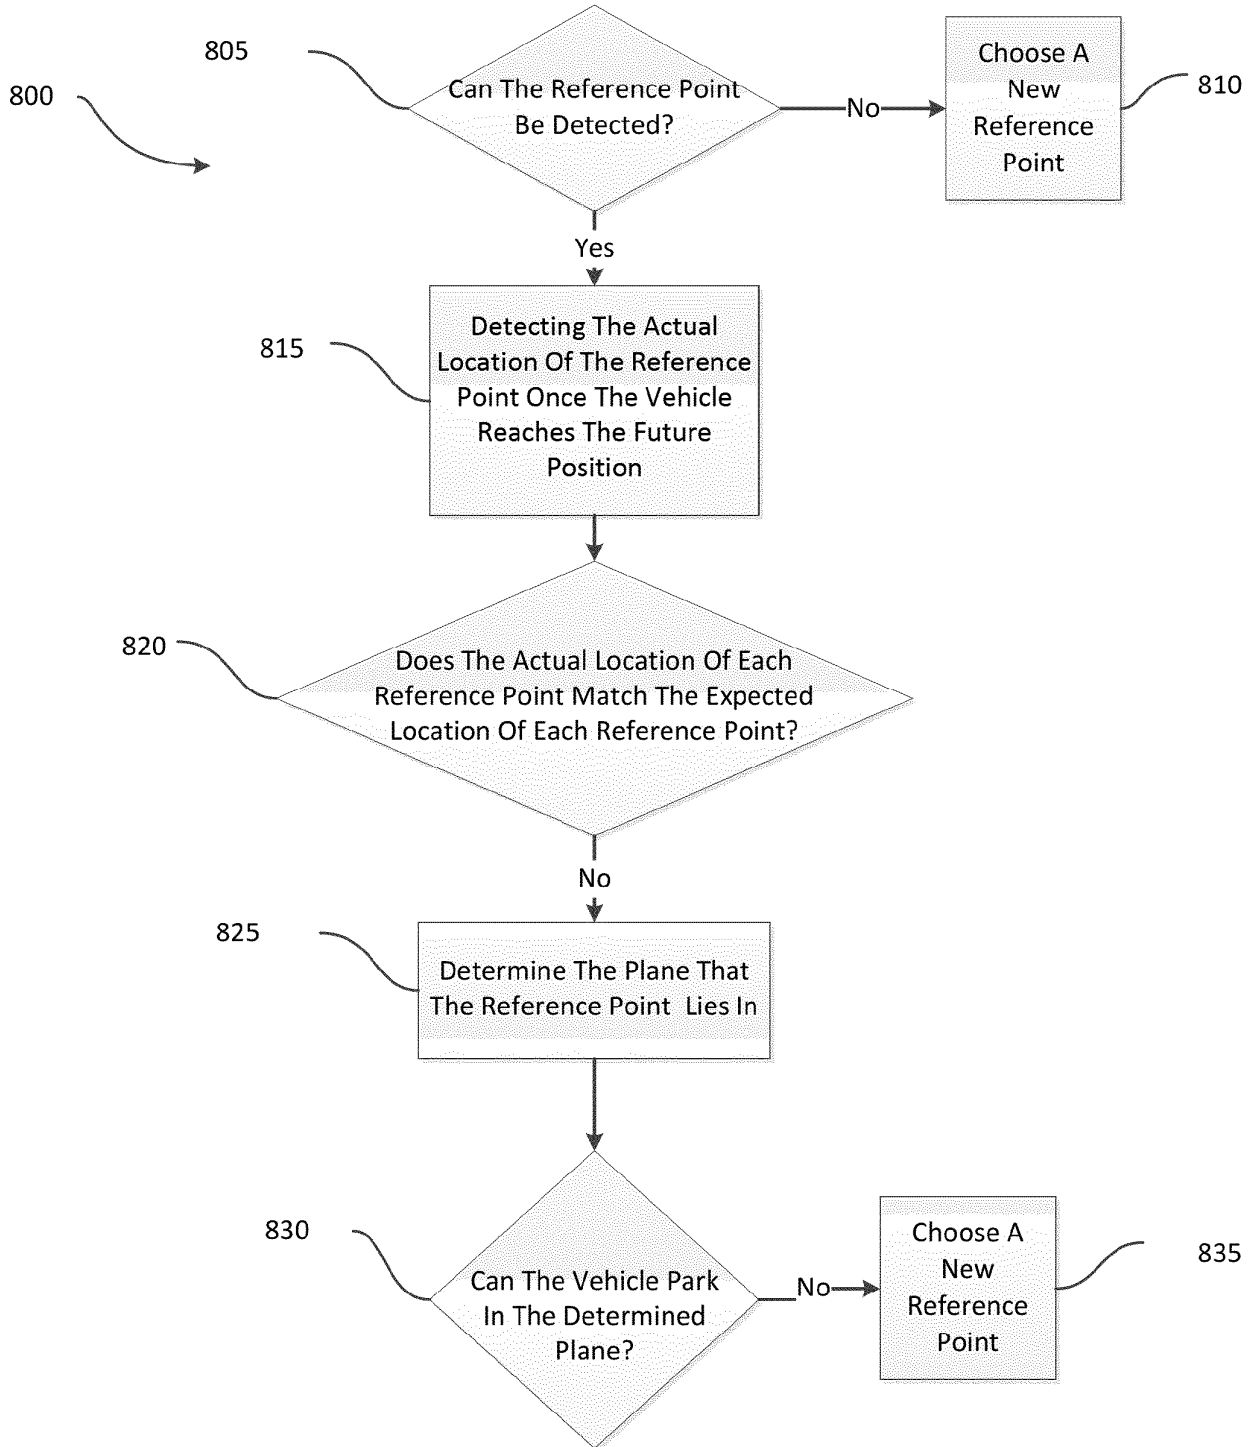 800
805
Can The Reference Point
Be Detected?
No
Choose A
New
Reference
Point
810
Yes
815
Detecting The Actual
Location Of The Reference
Point Once The Vehicle
Reaches The Future
Position
820
Does The Actual Location Of Each
Reference Point Match The Expected
Location Of Each Reference Point?
No
825
Determine The Plane That
The Reference Point Lies In
830
Can The Vehicle Park
In The Determined
Plane?
No
Choose A
New
Reference
Point
835